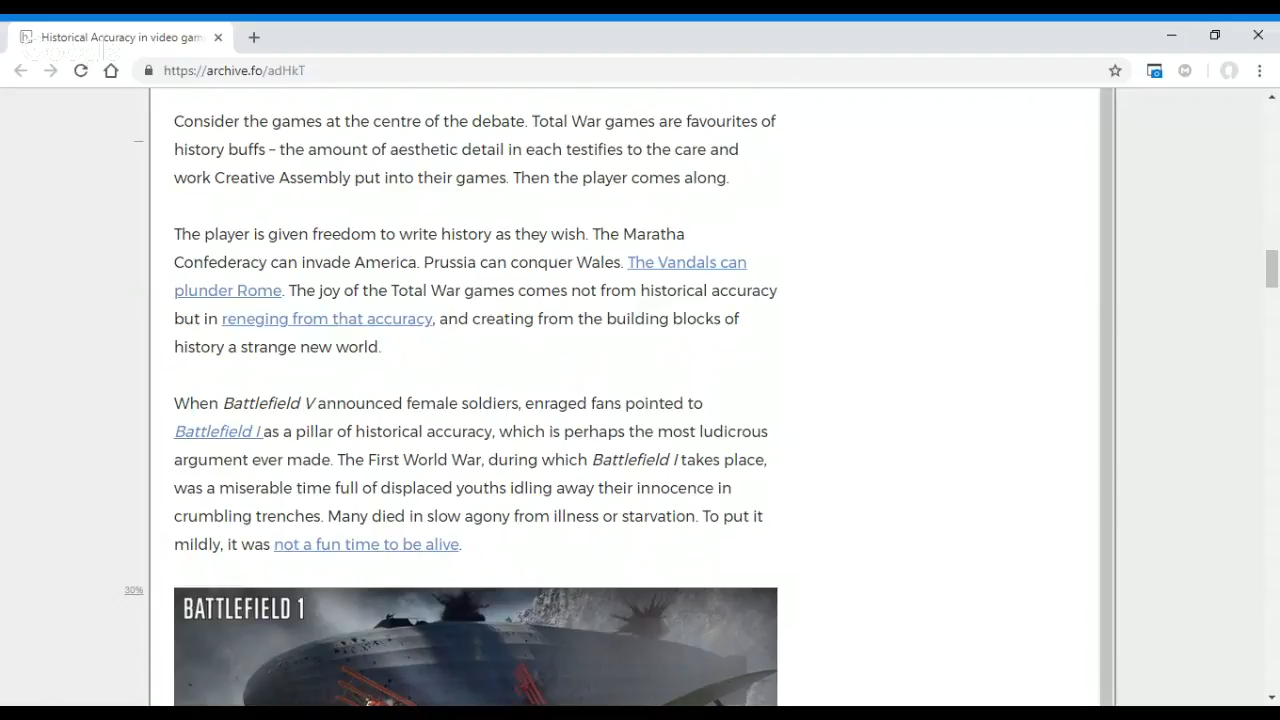 Historical Accuracy in video gam
https://archive.fo/adHkT
Consider the games at the centre of the debate. Total War games are favourites of
history buffs – the amount of aesthetic detail in each testifies to the care and
work Creative Assembly put into their games. Then the player comes along.
The player is given freedom to write history as they wish. The Maratha
Confederacy can invade America. Prussia can conquer Wales. The Vandals can
plunder Rome. The joy of the Total War games comes not from historical accuracy
but in reneging from that accuracy, and creating from the building blocks of
history a strange new world.
When Battlefield V announced female soldiers, enraged fans pointed to
Battlefield I as a pillar of historical accuracy, which is perhaps the most ludicrous
argument ever made. The First World War, during which Battlefield I takes place,
was a miserable time full of displaced youths idling away their innocence in
crumbling trenches. Many died in slow agony from illness or starvation. To put it
mildly, it was not a fun time to be alive.
30%
BATTLEFIELD 1